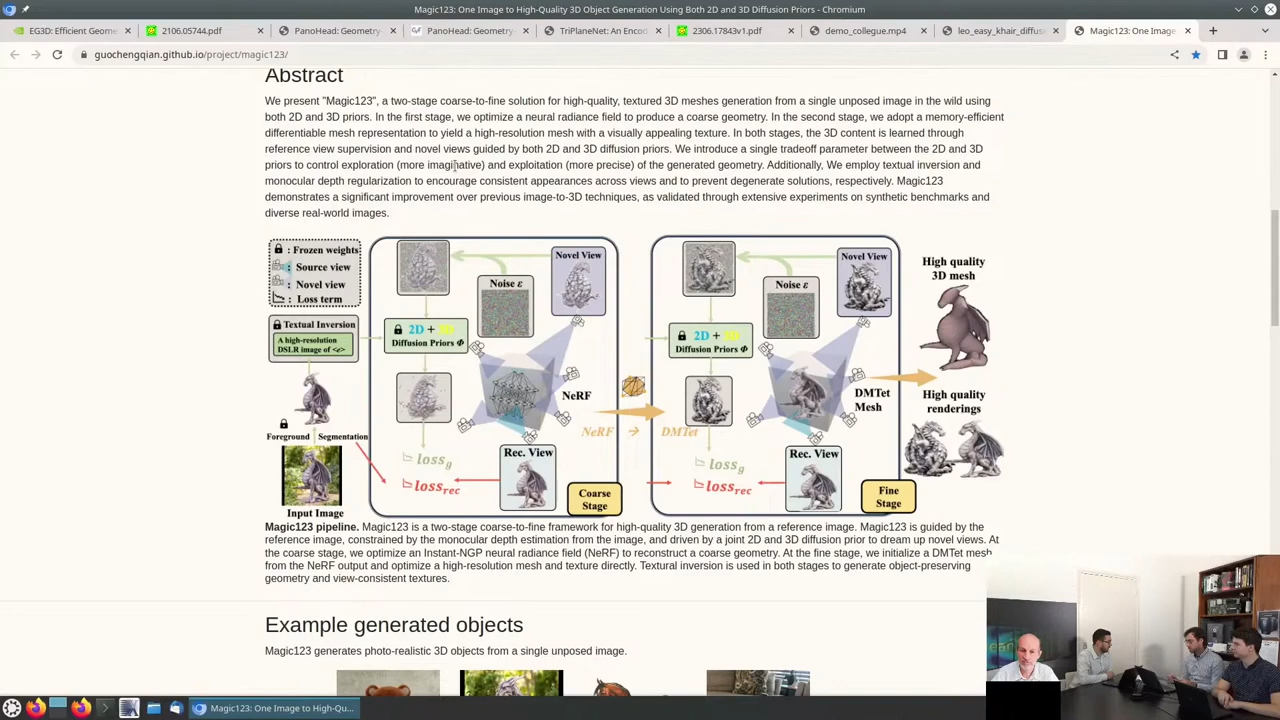 Magic123: One Image to High-Quality 3D Object Generation Using Both 2D and 3D Diffusion Priors - Chromium
EG3D: Efficient Geome
2106.05744.pdf
PanoHead: Geometry
PanoHead: Geometry
TriPlaneNet: An Encod
2306.17843v1.pdf
demo_collegue.mp4
leo_easy_khair_diffus
Magic123: One Image
guochengqian.github.io/project/magic123/
Abstract
We present "Magic123", a two-stage coarse-to-fine solution for high-quality, textured 3D meshes generation from a single unposed image in the wild using
both 2D and 3D priors. In the first stage, we optimize a neural radiance field to produce a coarse geometry. In the second stage, we adopt a memory-efficient
differentiable mesh representation to yield a high-resolution mesh with a visually appealing texture. In both stages, the 3D content is learned through
reference view supervision and novel views guided by both 2D and 3D diffusion priors. We introduce a single tradeoff parameter between the 2D and 3D
priors to control exploration (more imaginative) and exploitation (more precise) of the generated geometry. Additionally, We employ textual inversion and
monocular depth regularization to encourage consistent appearances across views and to prevent degenerate solutions, respectively. Magic123
demonstrates a significant improvement over previous image-to-3D techniques, as validated through extensive experiments on synthetic benchmarks and
diverse real-world images.
: Frozen weights
: Source view
: Novel view
: Loss term
Textual Inversion
A high-resolution
DSLR image of <e>
Foreground Segmentation
Input Image
Noise ε
Novel View
2D + 3D
Diffusion Priors Φ
NeRF
loss_g
loss_rec
Rec. View
Coarse
Stage
NeRF → DMTet
Noise ε
Novel View
2D + 3D
Diffusion Priors Φ
DMTet
Mesh
loss_g
loss_rec
Rec. View
Fine
Stage
High quality
3D mesh
High quality
renderings
Magic123 pipeline. Magic123 is a two-stage coarse-to-fine framework for high-quality 3D generation from a reference image. Magic123 is guided by the
reference image, constrained by the monocular depth estimation from the image, and driven by a joint 2D and 3D diffusion prior to dream up novel views. At
the coarse stage, we optimize an Instant-NGP neural radiance field (NeRF) to reconstruct a coarse geometry. At the fine stage, we initialize a DMTet mesh
from the NeRF output and optimize a high-resolution mesh and texture directly. Textural inversion is used in both stages to generate object-preserving
geometry and view-consistent textures.
Example generated objects
Magic123 generates photo-realistic 3D objects from a single unposed image.
Magic123: One Image to High-Qu...